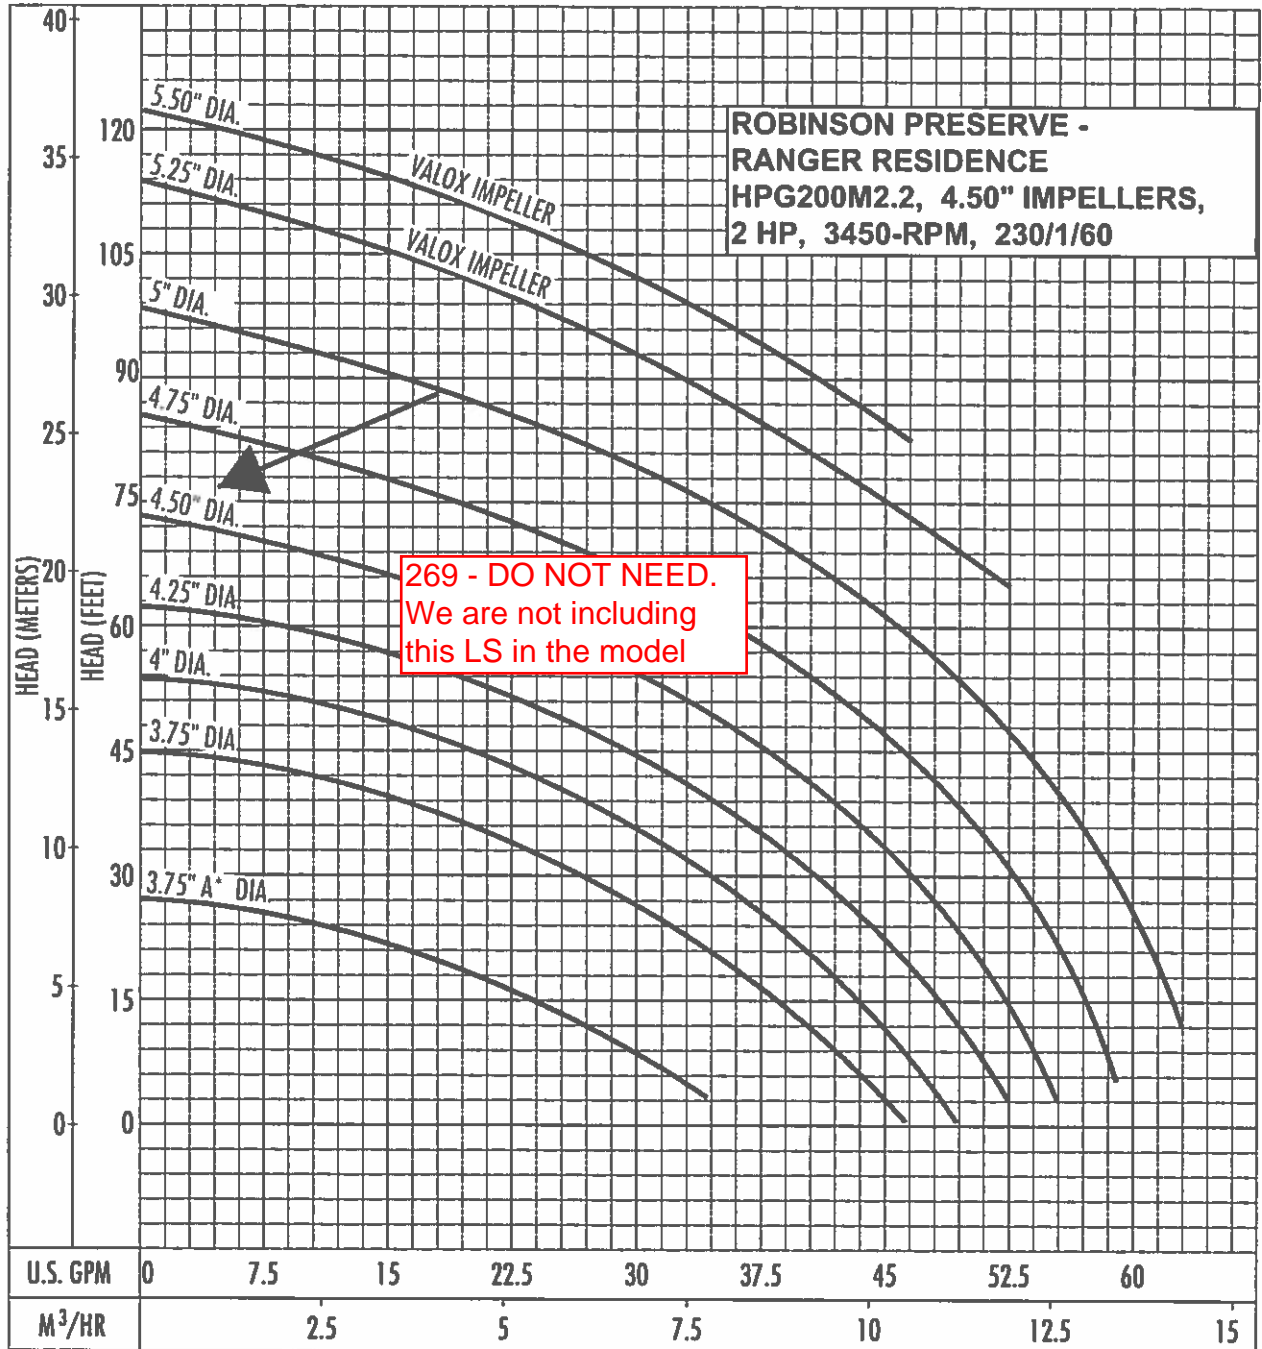 40
35
30
25
20
15
10
5
0
HEAD (METERS)
120
105
90
75
60
45
30
15
0
HEAD (FEET)
5.50" DIA.
5.25" DIA.
5" DIA.
4.75" DIA.
4.50" DIA.
4.25" DIA.
4" DIA.
3.75" DIA.
3.75" A* DIA.
VALOX IMPELLER
VALOX IMPELLER
ROBINSON PRESERVE -
RANGER RESIDENCE
HPG200M2.2, 4.50" IMPELLERS,
2 HP, 3450-RPM, 230/1/60
269 - DO NOT NEED.
We are not including
this LS in the model
U.S. GPM 0 7.5 15 22.5 30 37.5 45 52.5 60
M³/HR 2.5 5 7.5 10 12.5 15